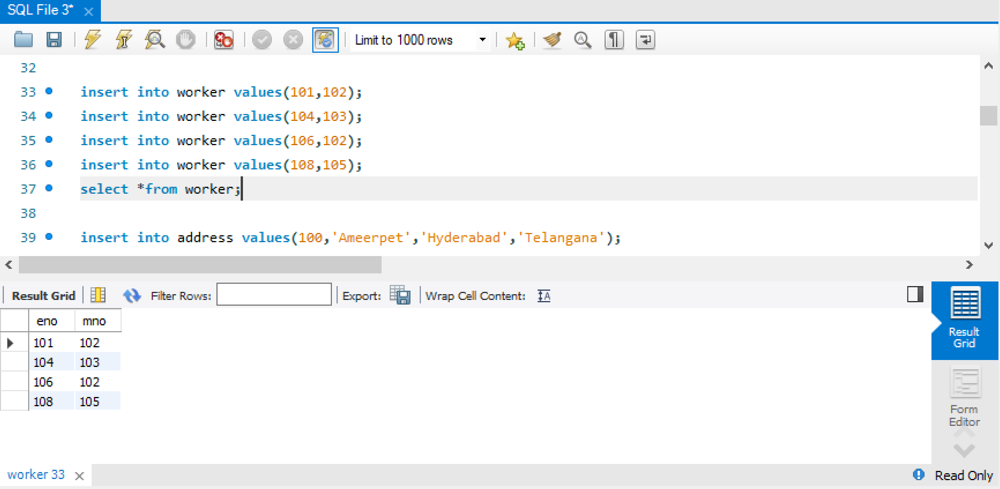 SQL File 3*
Limit to 1000 rows
32
33 insert into worker values(101,102);
34 insert into worker values(104,103);
35 insert into worker values(106,102);
36 insert into worker values(108,105);
37 select *from worker;
38
39 insert into address values(100,'Ameerpet','Hyderabad','Telangana');
Result Grid Filter Rows: Export: Wrap Cell Content:
eno mno
101 102
104 103
106 102
108 105
Result
Grid
Form
Editor
worker 33 Read Only